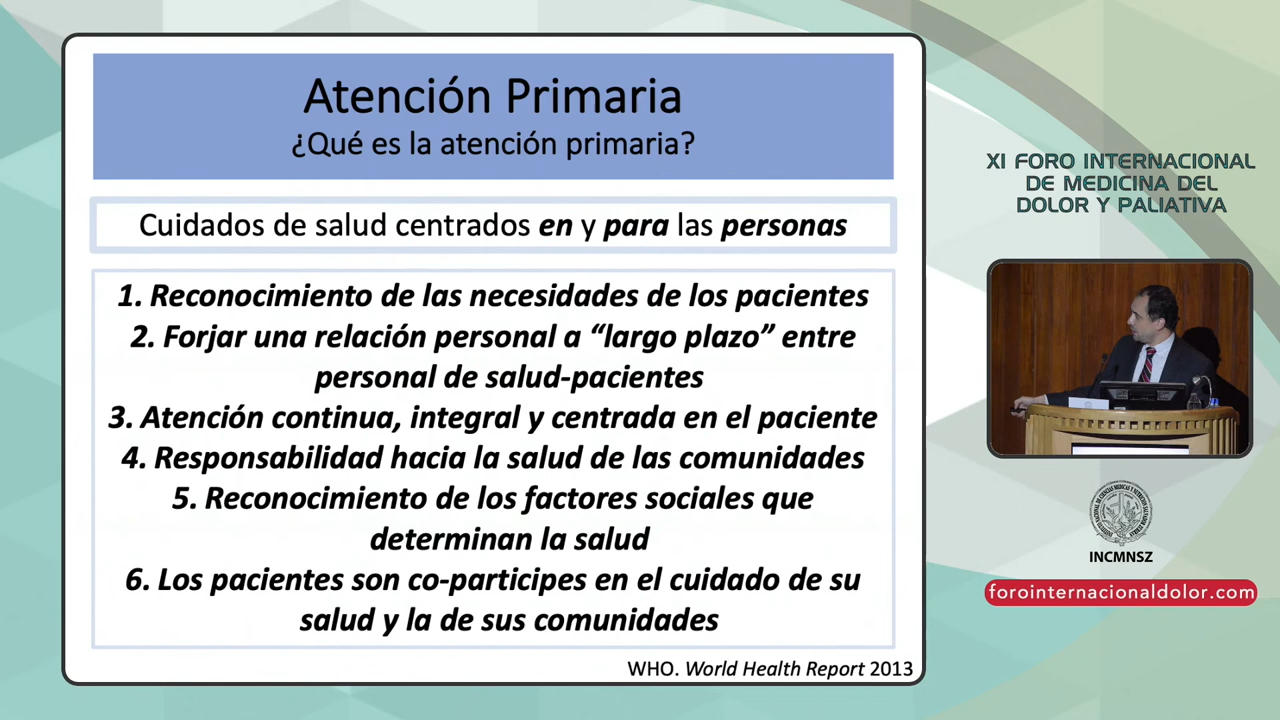 Atención Primaria
¿Qué es la atención primaria?
Cuidados de salud centrados en y para las personas
1. Reconocimiento de las necesidades de los pacientes
2. Forjar una relación personal a “largo plazo” entre
personal de salud-pacientes
3. Atención continua, integral y centrada en el paciente
4. Responsabilidad hacia la salud de las comunidades
5. Reconocimiento de los factores sociales que
determinan la salud
6. Los pacientes son co-participes en el cuidado de su
salud y la de sus comunidades
WHO. World Health Report 2013
XI FORO INTERNACIONAL
DE MEDICINA DEL
DOLOR Y PALIATIVA
INCMNSZ
forointernacionaldolor.com